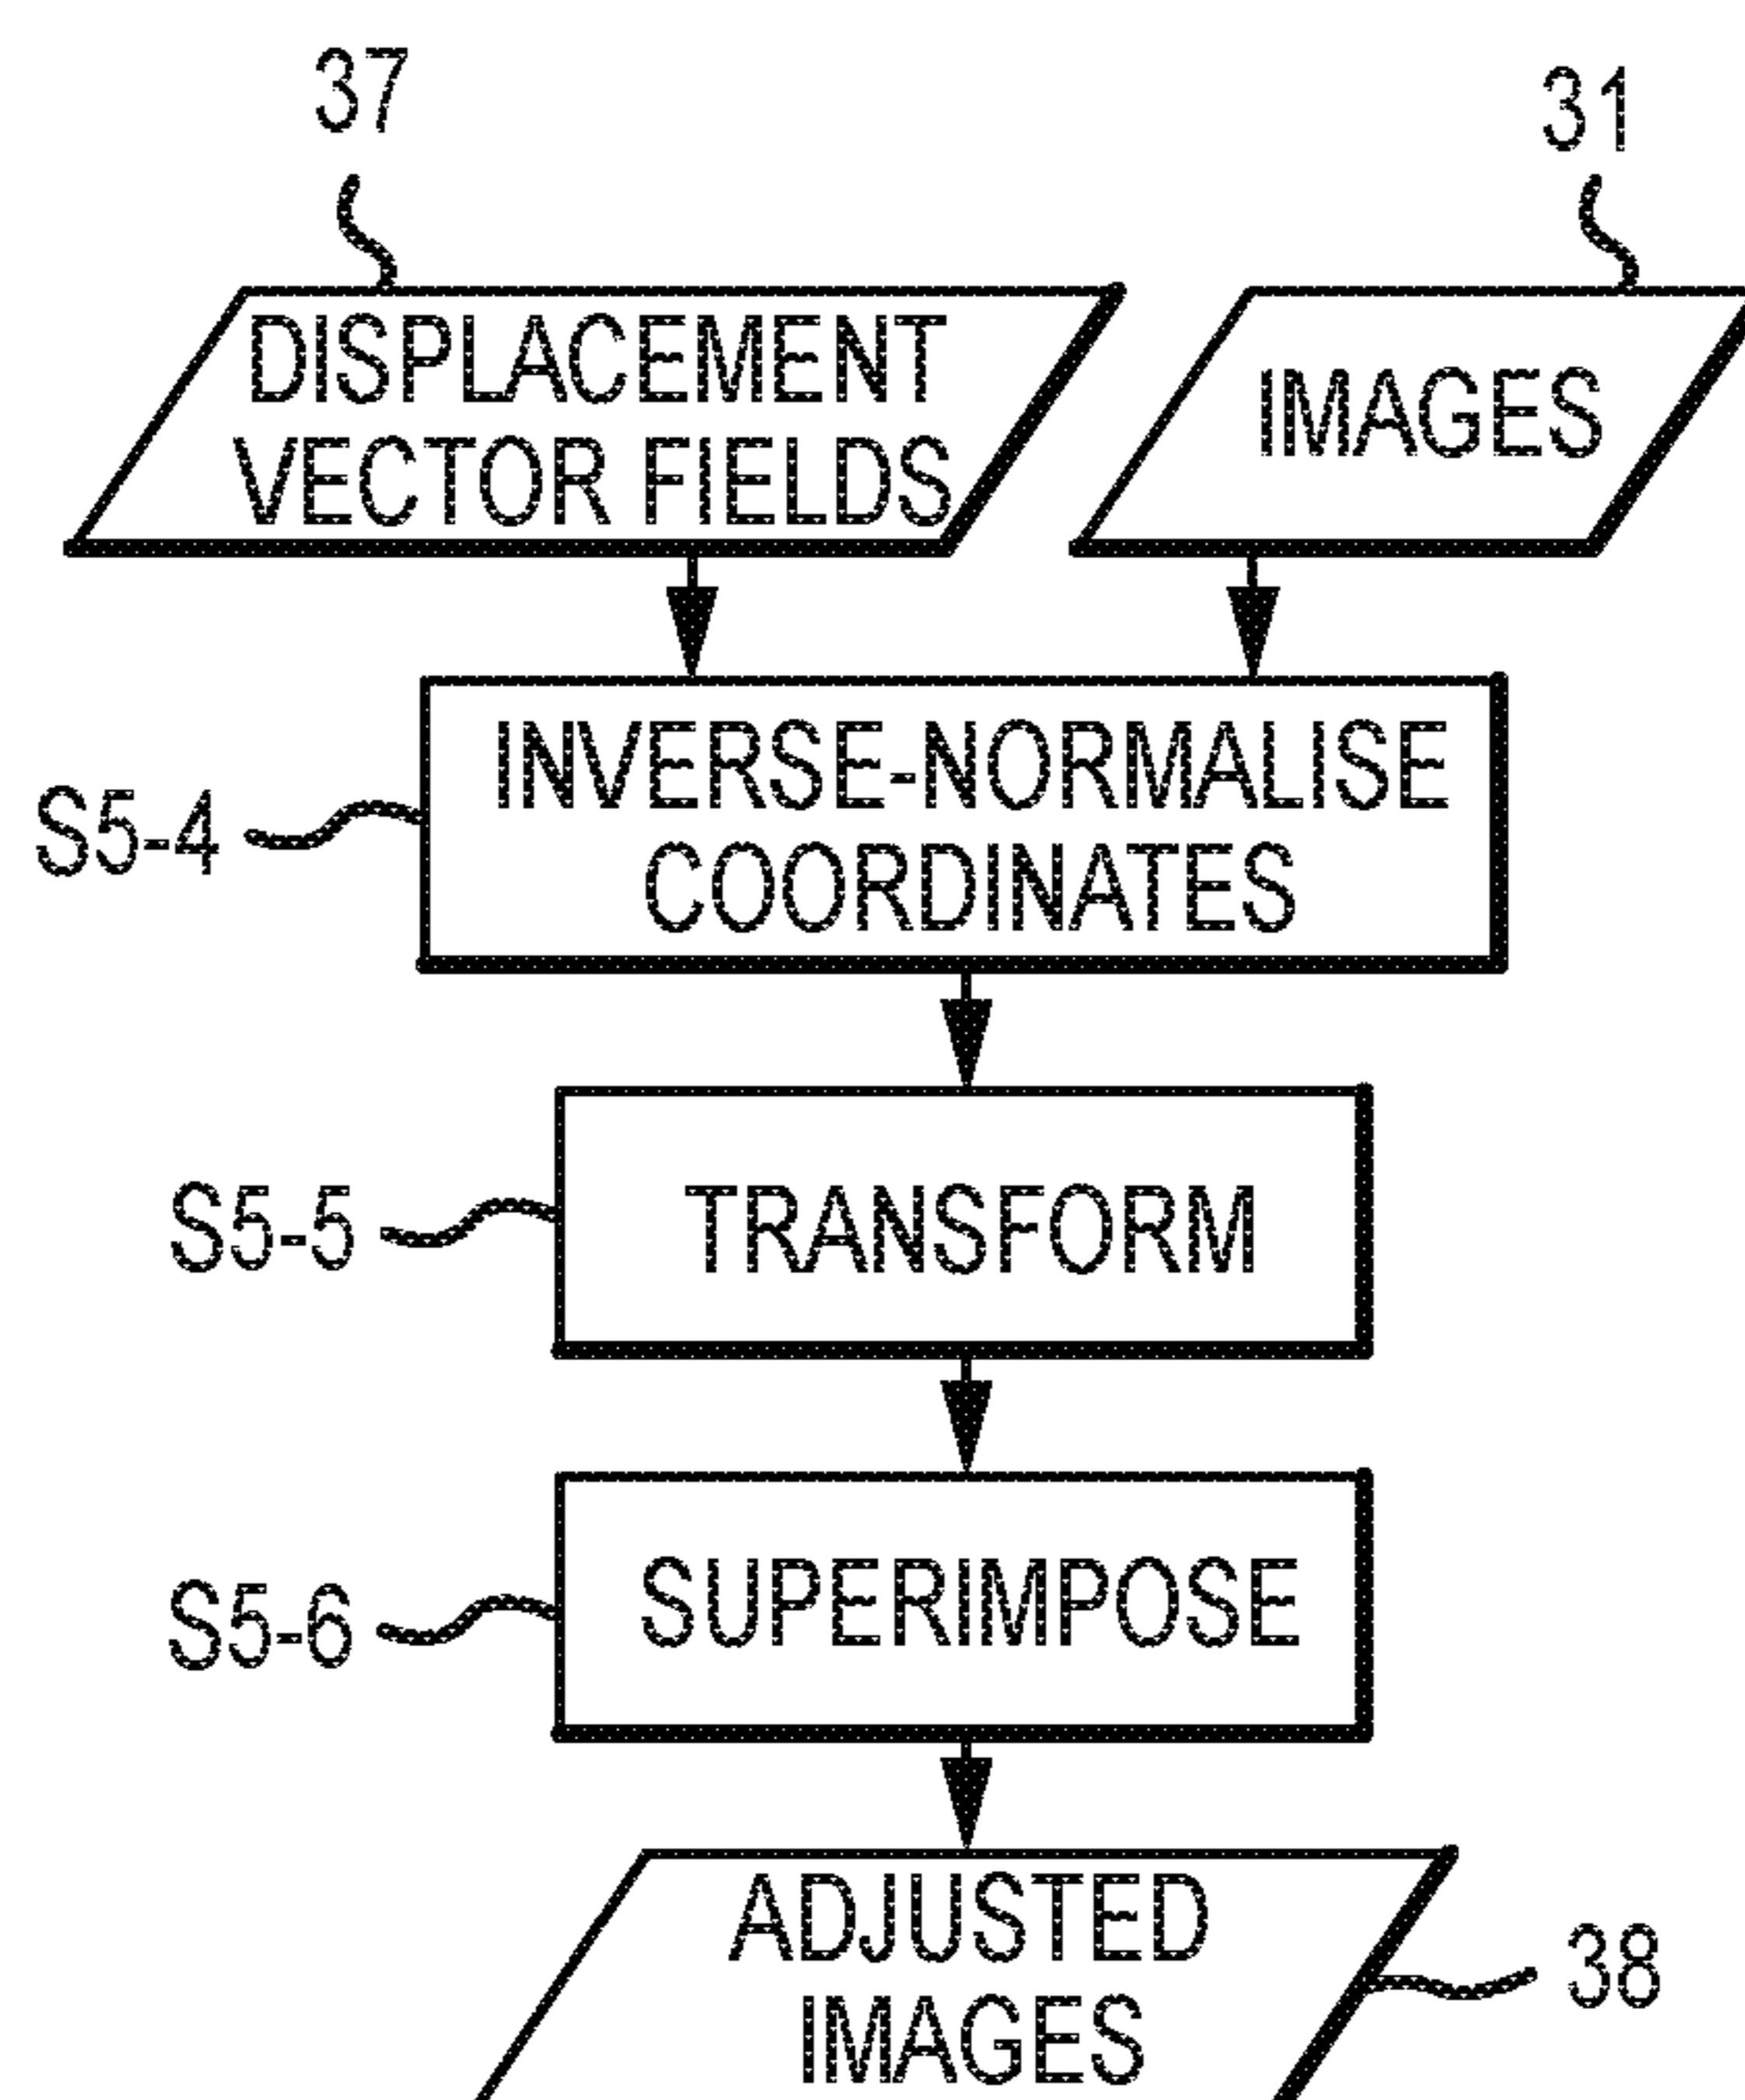 37
31
DISPLACEMENT
VECTOR FIELDS
IMAGES
INVERSE-NORMALISE
COORDINATES
S5-4
TRANSFORM
S5-5
SUPERIMPOSE
S5-6
ADJUSTED
IMAGES
38